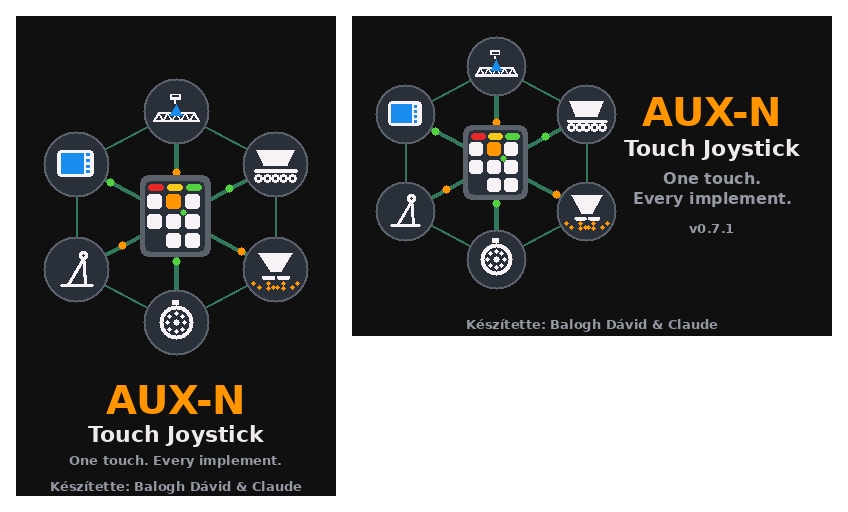 AUX-N
Touch Joystick
One touch. Every implement.
Készítette: Balogh Dávid & Claude
AUX-N
Touch Joystick
One touch.
Every implement.
v0.7.1
Készítette: Balogh Dávid & Claude